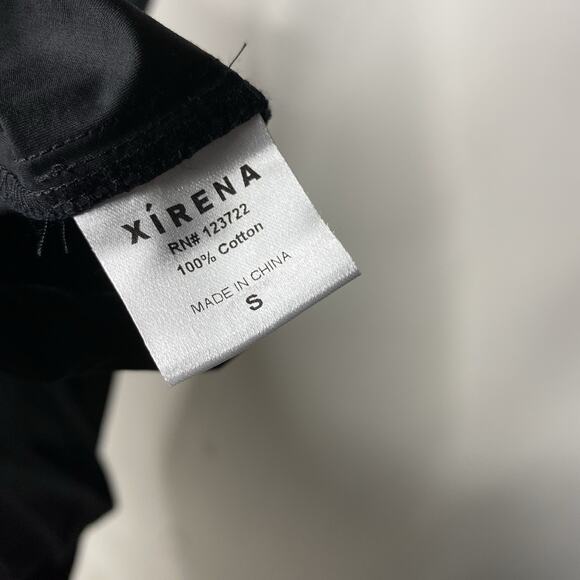 XíRENA
RN# 123722
100% Cotton
MADE IN CHINA
S